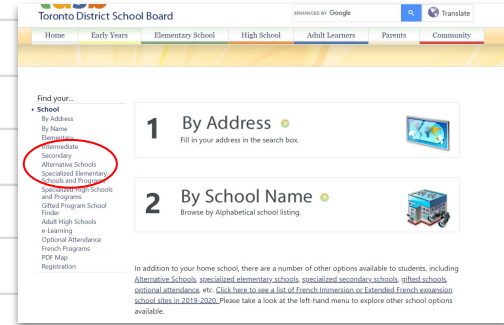 Toronto District School Board
ENHANCED BY Google
Translate
Home Early Years Elementary School High School Adult Learners Parents Community
Find your...
School
By Address
By Name
Elementary
Intermediate
Secondary
Alternative Schools
Specialized Elementary
Schools and Programs
Specialized High Schools
and Programs
Gifted Program School
Finder
Adult High Schools
e-Learning
Optional Attendance
French Programs
PDF Map
Registration
1 By Address
Fill in your address in the search box.
2 By School Name
Browse by Alphabetical school listing.
In addition to your home school, there are a number of other options available to students, including
Alternative Schools, specialized elementary schools, specialized secondary schools, gifted schools,
optional attendance, etc. Click here to see a list of French Immersion or Extended French expansion
school sites in 2019-2020. Please take a look at the left-hand menu to explore other school options
available.